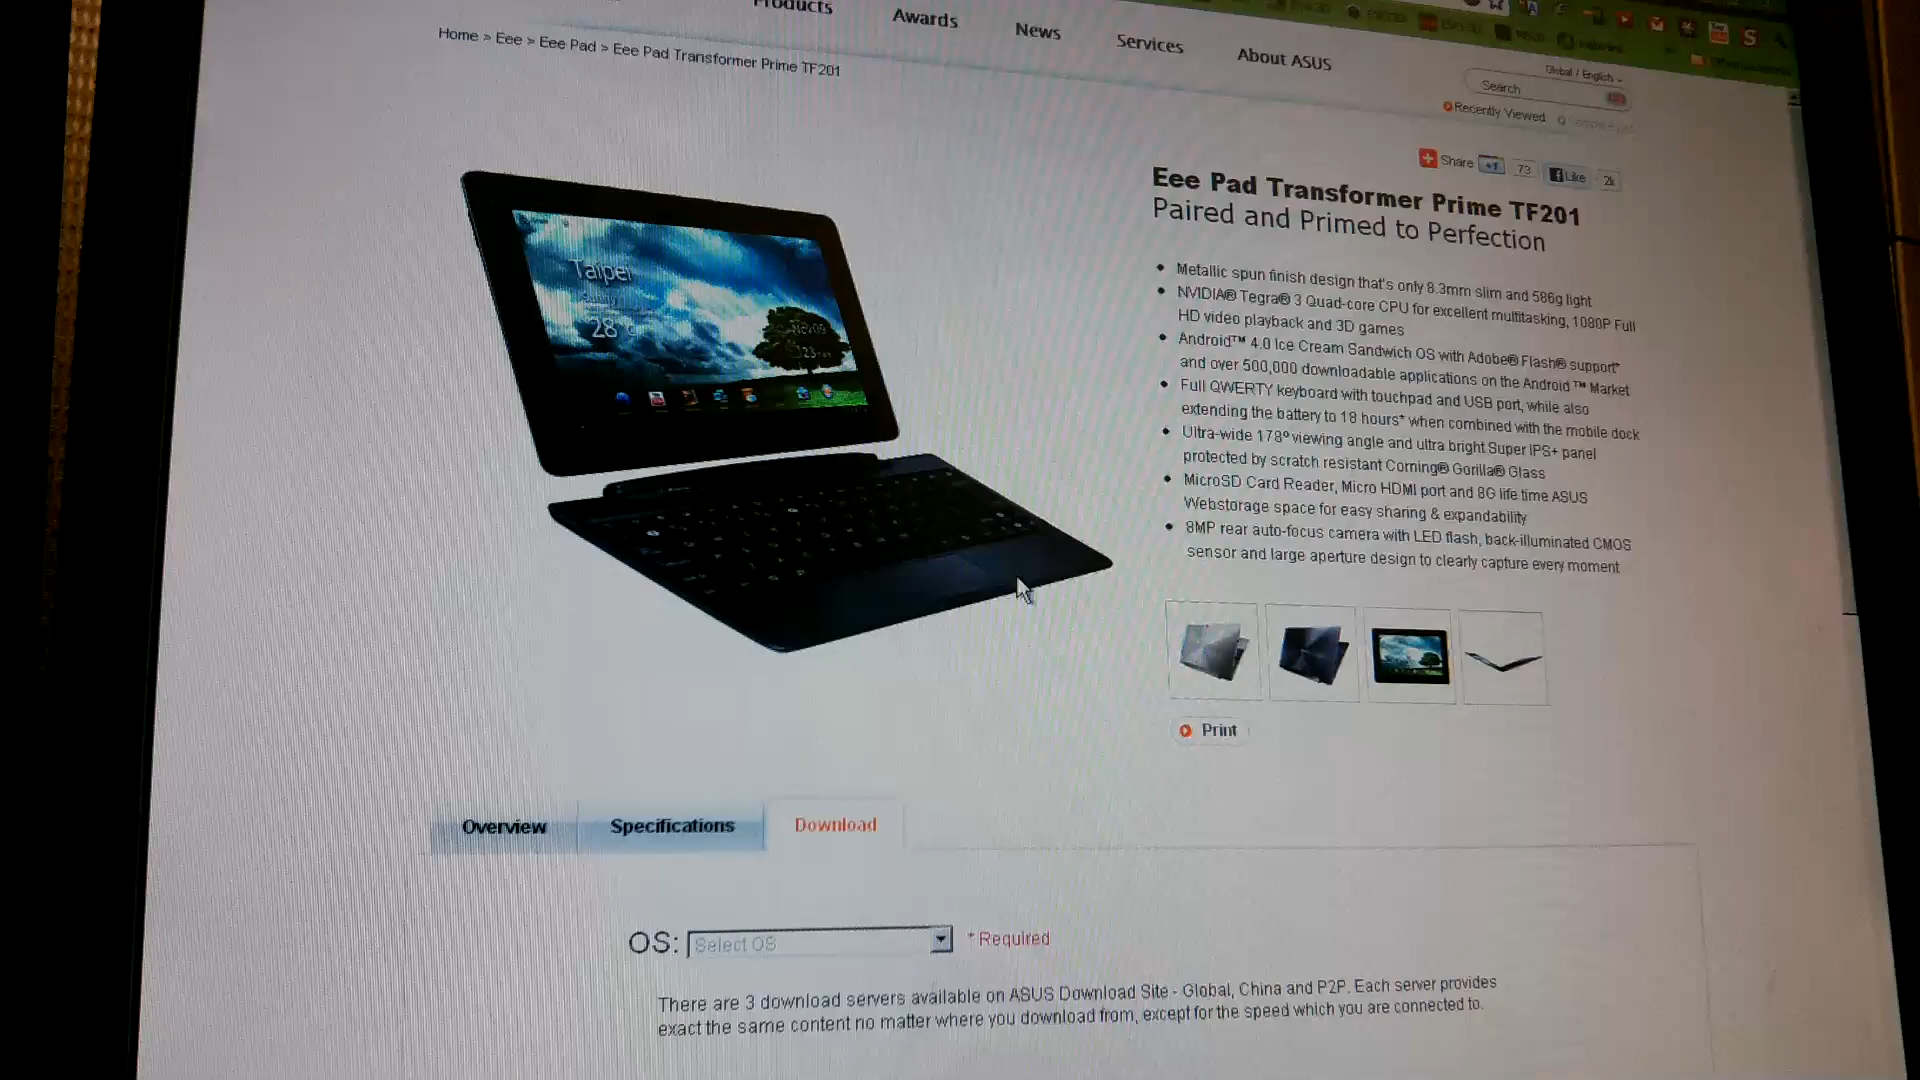 Products
Awards
News
Services
About ASUS
Home > Eee > Eee Pad > Eee Pad Transformer Prime TF201
Global / English
Search
Recently Viewed
Share +1 73 Like 2k
Eee Pad Transformer Prime TF201
Paired and Primed to Perfection
Metallic spun finish design that's only 8.3mm slim and 586g light
NVIDIA® Tegra® 3 Quad-core CPU for excellent multitasking, 1080P Full
HD video playback and 3D games
Android™ 4.0 Ice Cream Sandwich OS with Adobe® Flash® support*
and over 500,000 downloadable applications on the Android™ Market
Full QWERTY keyboard with touchpad and USB port, while also
extending the battery to 18 hours* when combined with the mobile dock
Ultra-wide 178º viewing angle and ultra bright Super IPS+ panel
protected by scratch resistant Corning® Gorilla® Glass
MicroSD Card Reader, Micro HDMI port and 8G life time ASUS
Webstorage space for easy sharing & expandability
8MP rear auto-focus camera with LED flash, back-illuminated CMOS
sensor and large aperture design to clearly capture every moment
Taipei
28°
Print
Overview
Specifications
Download
OS: Select OS * Required
There are 3 download servers available on ASUS Download Site - Global, China and P2P. Each server provides
exact the same content no matter where you download from, except for the speed which you are connected to.